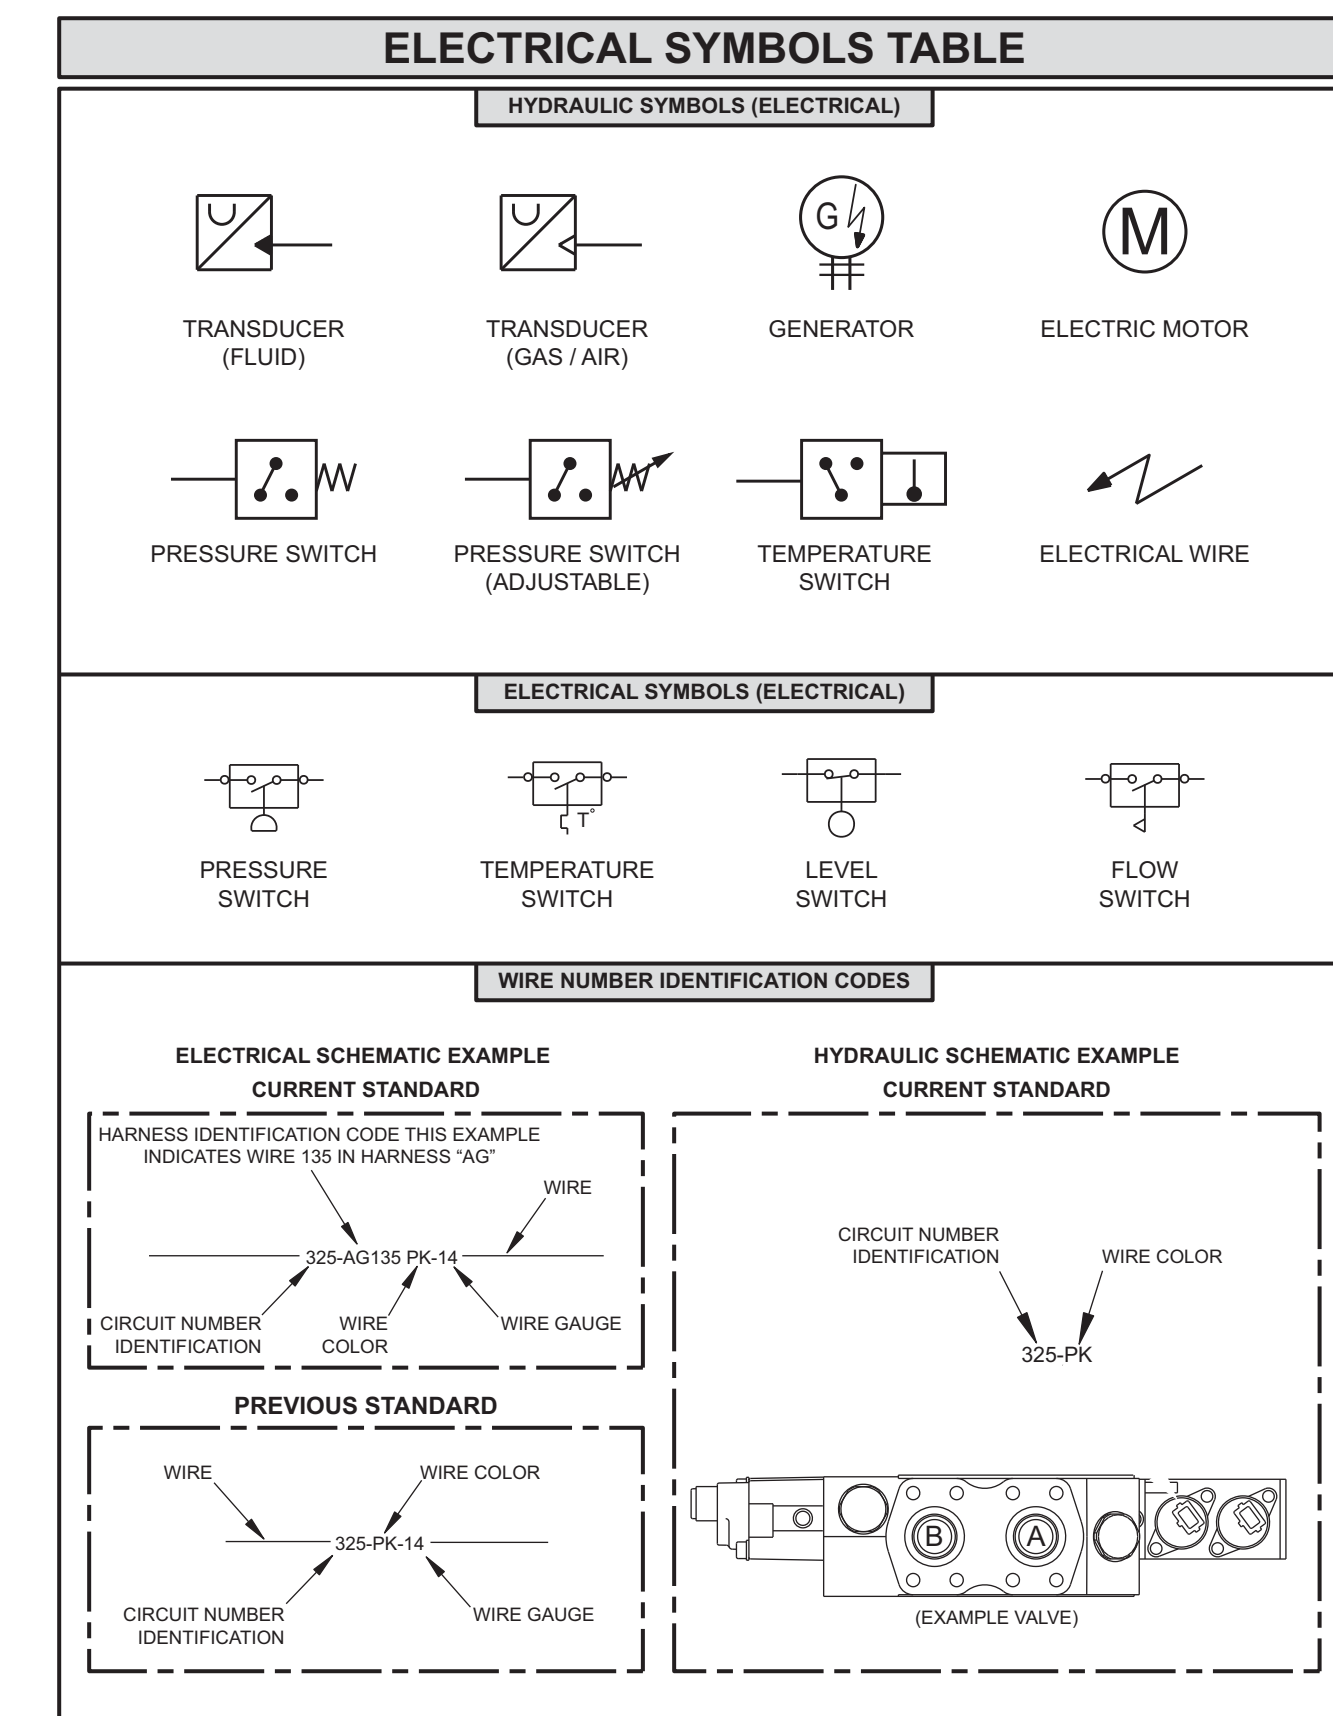 ELECTRICAL SYMBOLS TABLE
HYDRAULIC SYMBOLS (ELECTRICAL)
G
M
TRANSDUCER
(FLUID)
TRANSDUCER
(GAS / AIR)
GENERATOR
ELECTRIC MOTOR
PRESSURE SWITCH
PRESSURE SWITCH
(ADJUSTABLE)
TEMPERATURE
SWITCH
ELECTRICAL WIRE
ELECTRICAL SYMBOLS (ELECTRICAL)
T°
PRESSURE
SWITCH
TEMPERATURE
SWITCH
LEVEL
SWITCH
FLOW
SWITCH
WIRE NUMBER IDENTIFICATION CODES
ELECTRICAL SCHEMATIC EXAMPLE
CURRENT STANDARD
HARNESS IDENTIFICATION CODE THIS EXAMPLE
INDICATES WIRE 135 IN HARNESS “AG”
WIRE
325-AG135 PK-14
CIRCUIT NUMBER
IDENTIFICATION
WIRE
COLOR
WIRE GAUGE
PREVIOUS STANDARD
WIRE
WIRE COLOR
325-PK-14
CIRCUIT NUMBER
IDENTIFICATION
WIRE GAUGE
HYDRAULIC SCHEMATIC EXAMPLE
CURRENT STANDARD
CIRCUIT NUMBER
IDENTIFICATION
WIRE COLOR
325-PK
B
A
(EXAMPLE VALVE)